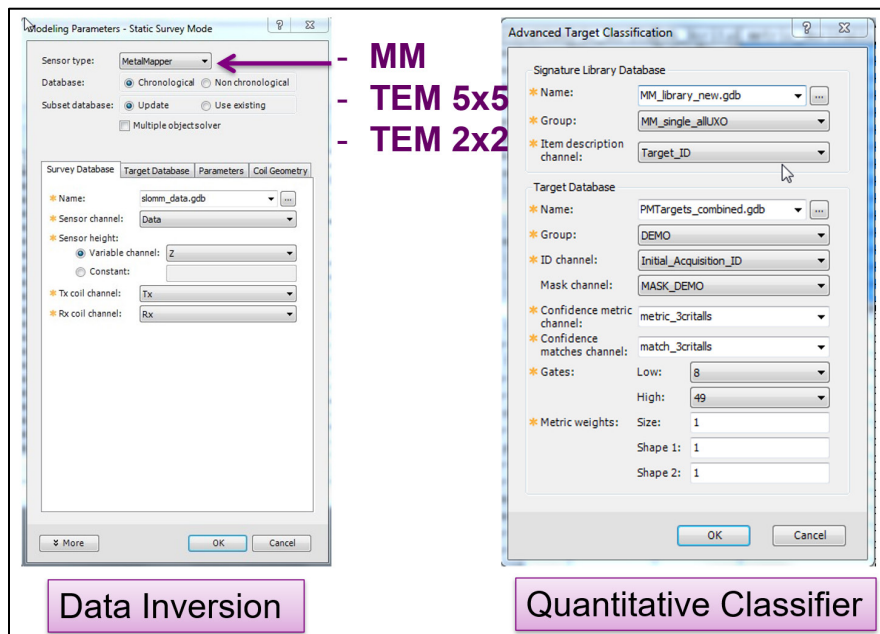 Modeling Parameters - Static Survey Mode
Sensor type: MetalMapper
Database: Chronological Non chronological
Subset database: Update Use existing
Multiple object solver
Survey Database Target Database Parameters Coil Geometry
* Name: slomm_data.gdb ...
* Sensor channel: Data
* Sensor height:
Variable channel: Z
Constant:
* Tx coil channel: Tx
* Rx coil channel: Rx
More OK Cancel
- MM
- TEM 5x5
- TEM 2x2
Data Inversion
Advanced Target Classification
Signature Library Database
* Name: MM_library_new.gdb ...
* Group: MM_single_allUXO
* Item description
channel: Target_ID
Target Database
* Name: PMTargets_combined.gdb ...
* Group: DEMO
* ID channel: Initial_Acquisition_ID
Mask channel: MASK_DEMO
* Confidence metric
channel: metric_3critalls
* Confidence
matches channel: match_3critalls
* Gates: Low: 8
High: 49
* Metric weights: Size: 1
Shape 1: 1
Shape 2: 1
OK Cancel
Quantitative Classifier